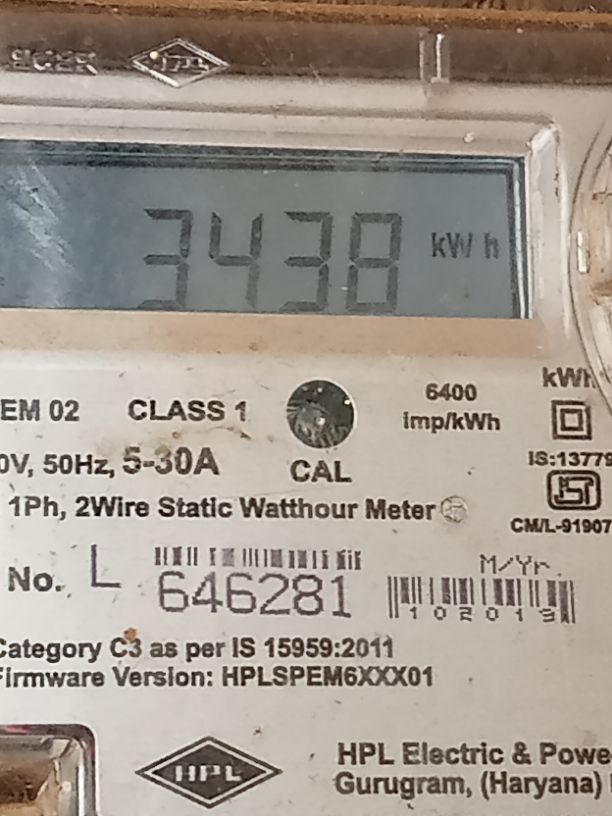 HPL
3438 kWh
kWh
EM 02 CLASS 1
6400
imp/kWh
0V, 50Hz, 5-30A
CAL
IS:13779
1Ph, 2Wire Static Watthour Meter
CM/L-91907
No. L 646281
M/Yr.
102019
Category C3 as per IS 15959:2011
Firmware Version: HPLSPEM6XXX01
HPL
HPL Electric & Powe
Gurugram, (Haryana)